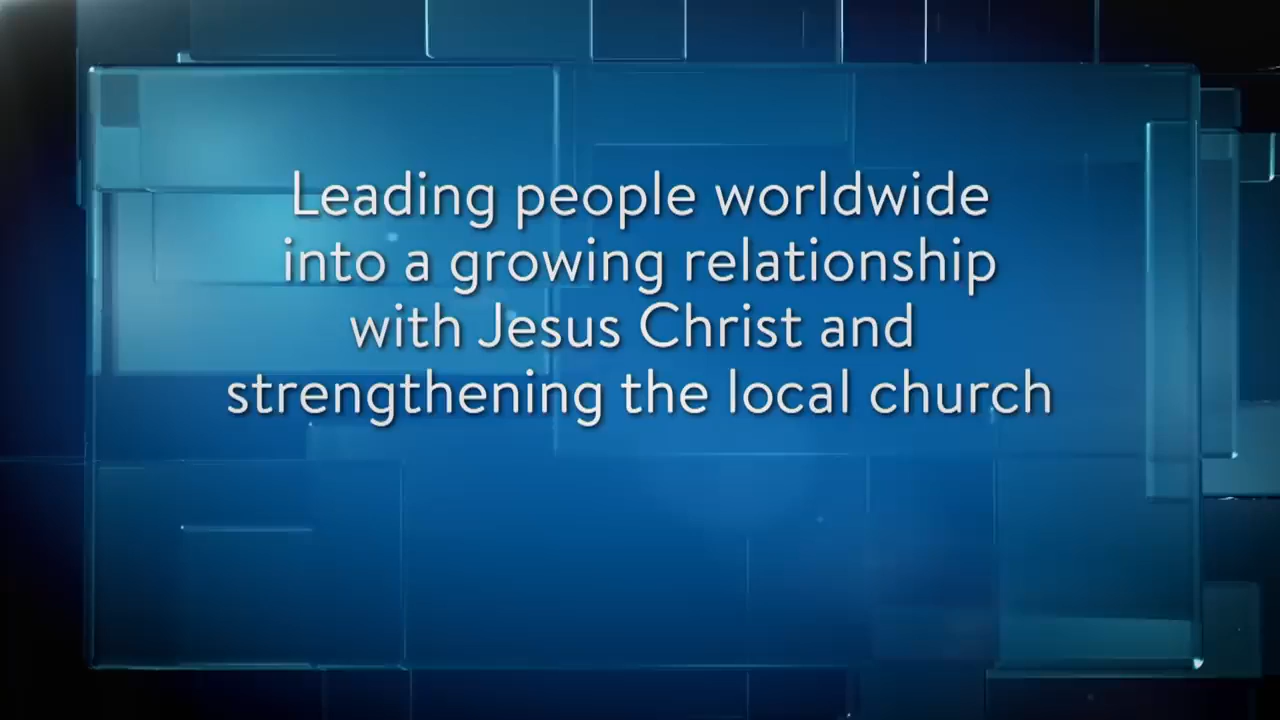 Leading people worldwide
into a growing relationship
with Jesus Christ and
strengthening the local church